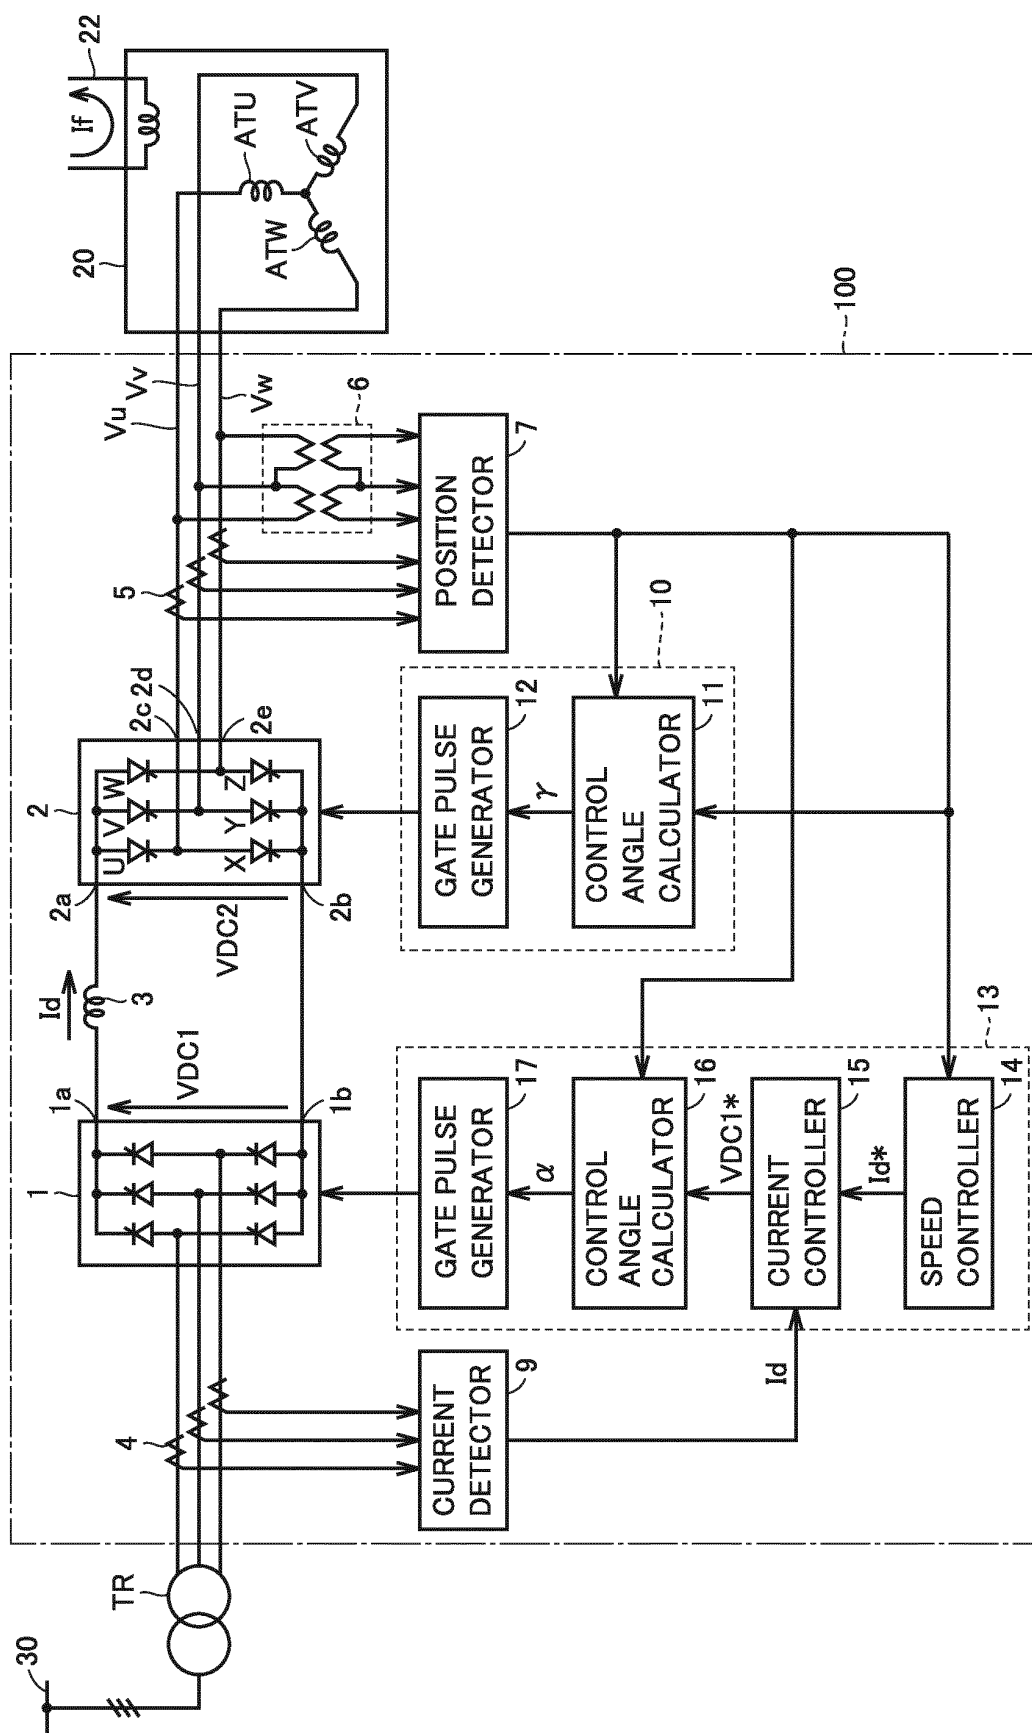 30
TR
100
4
CURRENT
DETECTOR
9
Id
1
1a
1b
VDC1
Id
3
VDC2
2
2a
2b
U
V
W
X
Y
Z
2c
2d
2e
5
Vu
Vv
Vw
6
POSITION
DETECTOR
7
20
22
If
ATU
ATV
ATW
10
GATE PULSE
GENERATOR
12
γ
CONTROL
ANGLE
CALCULATOR
11
13
GATE PULSE
GENERATOR
17
α
CONTROL
ANGLE
CALCULATOR
16
VDC1*
CURRENT
CONTROLLER
15
Id*
SPEED
CONTROLLER
14